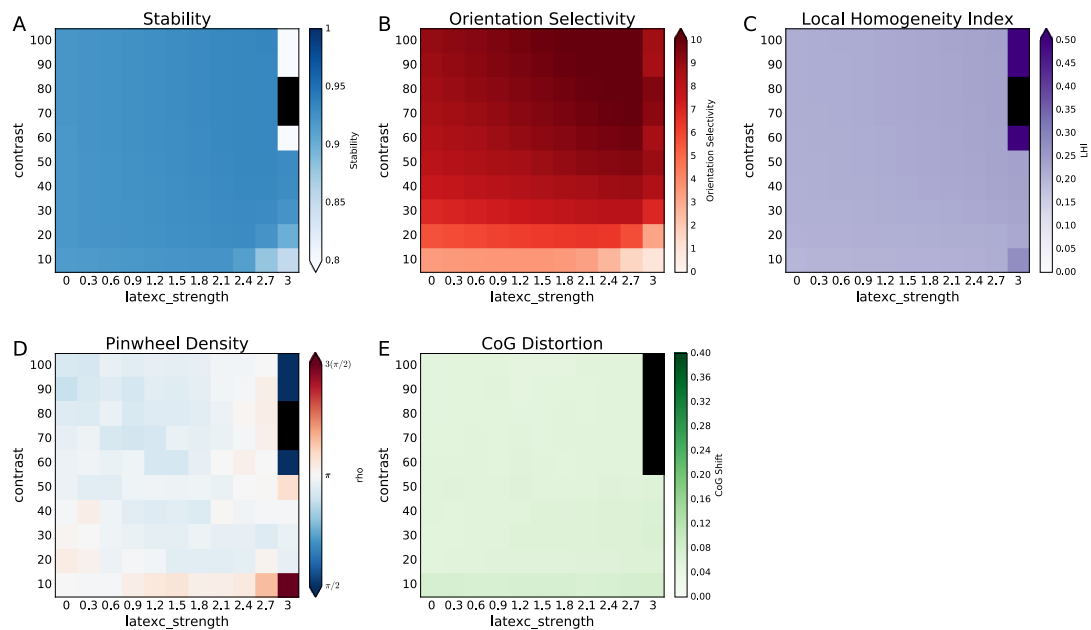 A
Stability
contrast
100
90
80
70
60
50
40
30
20
10
0 0.3 0.6 0.9 1.2 1.5 1.8 2.1 2.4 2.7 3
latexc_strength
1
0.95
0.9
0.85
0.8
Stability
B
Orientation Selectivity
contrast
100
90
80
70
60
50
40
30
20
10
0 0.3 0.6 0.9 1.2 1.5 1.8 2.1 2.4 2.7 3
latexc_strength
10
9
8
7
6
5
4
3
2
1
0
Orientation Selectivity
C
Local Homogeneity Index
contrast
100
90
80
70
60
50
40
30
20
10
0 0.3 0.6 0.9 1.2 1.5 1.8 2.1 2.4 2.7 3
latexc_strength
0.50
0.45
0.40
0.35
0.30
0.25
0.20
0.15
0.10
0.05
0.00
LHI
D
Pinwheel Density
contrast
100
90
80
70
60
50
40
30
20
10
0 0.3 0.6 0.9 1.2 1.5 1.8 2.1 2.4 2.7 3
latexc_strength
3(π/2)
π
π/2
rho
E
CoG Distortion
contrast
100
90
80
70
60
50
40
30
20
10
0 0.3 0.6 0.9 1.2 1.5 1.8 2.1 2.4 2.7 3
latexc_strength
0.40
0.36
0.32
0.28
0.24
0.20
0.16
0.12
0.08
0.04
0.00
CoG Shift